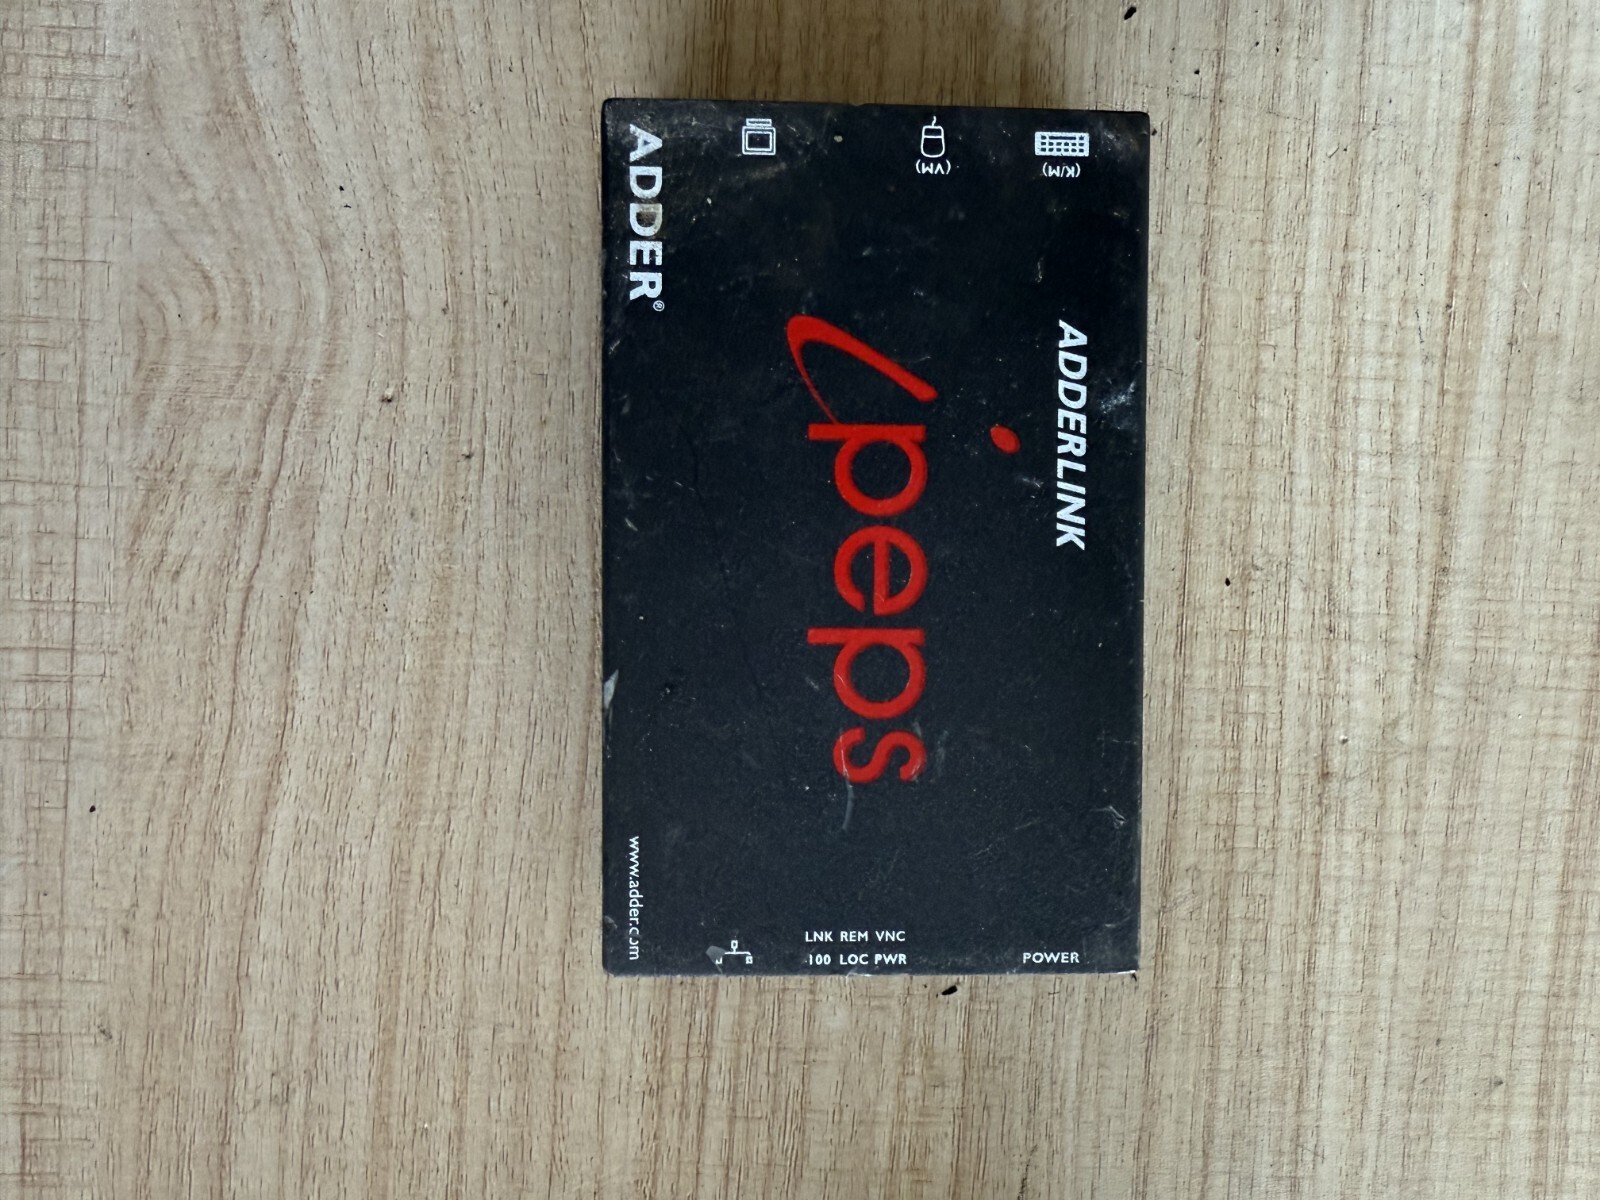 ADDERLINK
ipeps
ADDER®
www.adder.com
(K/M)
(VM)
LNK REM VNC
100 LOC PWR
POWER